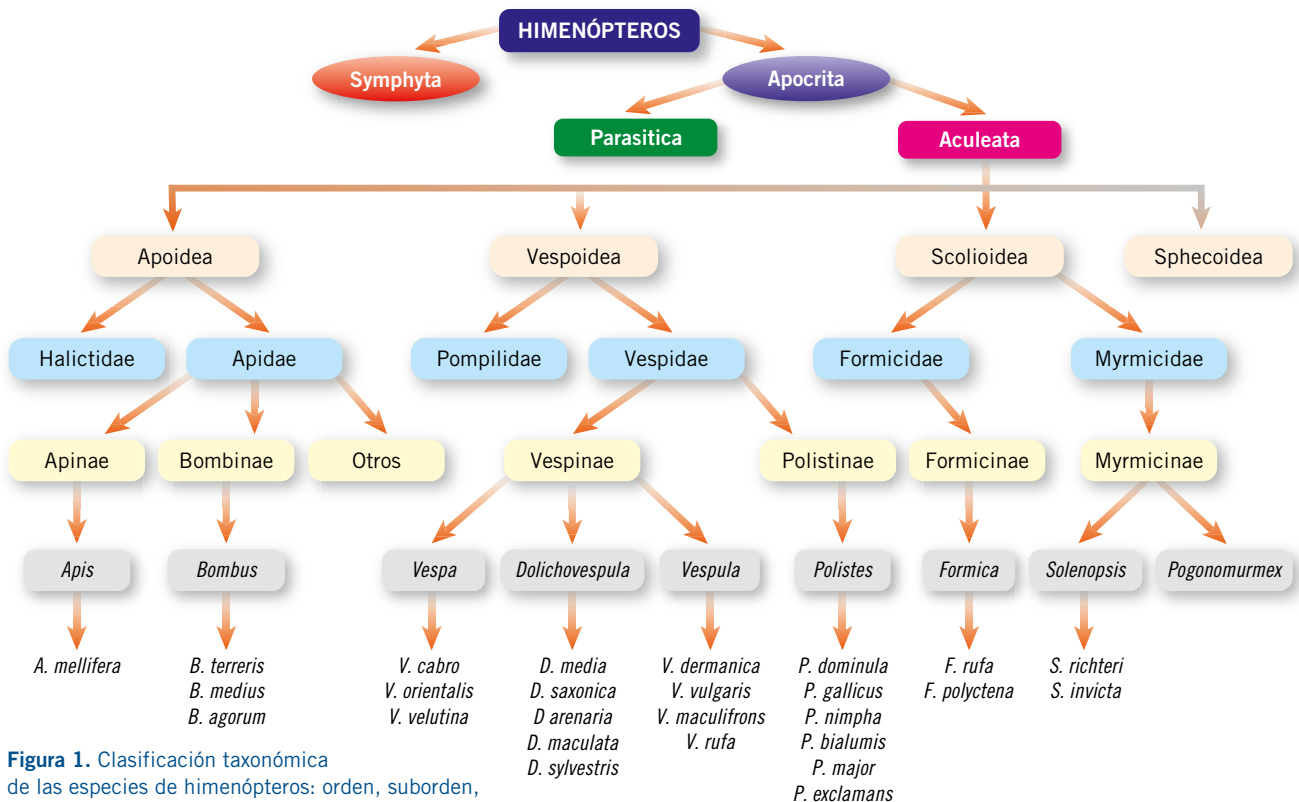 HIMENÓPTEROS
Symphyta
Apocrita
Parasitica
Aculeata
Apoidea
Vespoidea
Scolioidea
Sphecoidea
Halictidae
Apidae
Pompilidae
Vespidae
Formicidae
Myrmicidae
Apinae
Bombinae
Otros
Vespinae
Polistinae
Formicinae
Myrmicinae
Apis
Bombus
Vespa
Dolichovespula
Vespula
Polistes
Formica
Solenopsis
Pogonomurmex
A. mellifera
B. terreris
B. medius
B. agorum
V. cabro
V. orientalis
V. velutina
D. media
D. saxonica
D arenaria
D. maculata
D. sylvestris
V. dermanica
V. vulgaris
V. maculifrons
V. rufa
P. dominula
P. gallicus
P. nimpha
P. bialumis
P. major
P. exclamans
F. rufa
F. polyctena
S. richteri
S. invicta
Figura 1. Clasificación taxonómica
de las especies de himenópteros: orden, suborden,